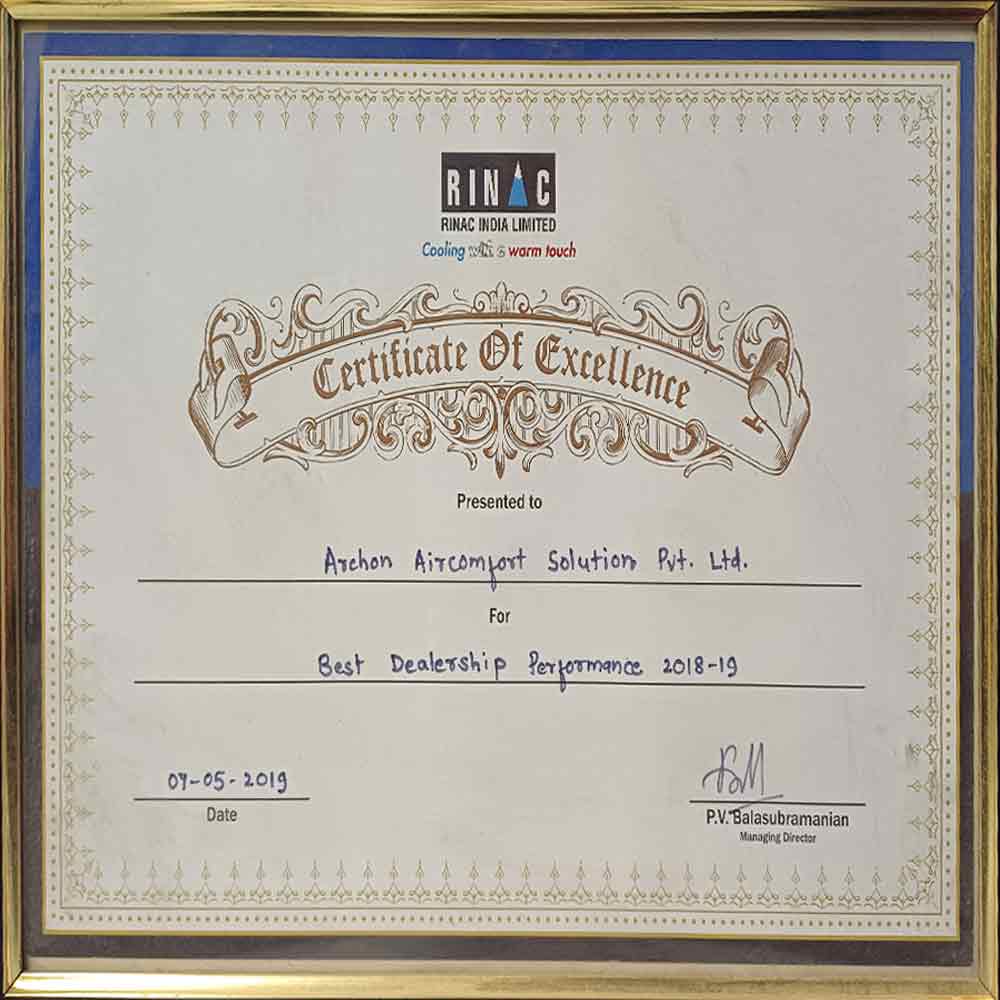 RINAC
RINAC INDIA LIMITED
Cooling with a warm touch
Certificate Of Excellence
Presented to
Archon Aircomfort Solution Pvt. Ltd.
For
Best Dealership Performance 2018-19
07-05-2019
Date
P.V. Balasubramanian
Managing Director